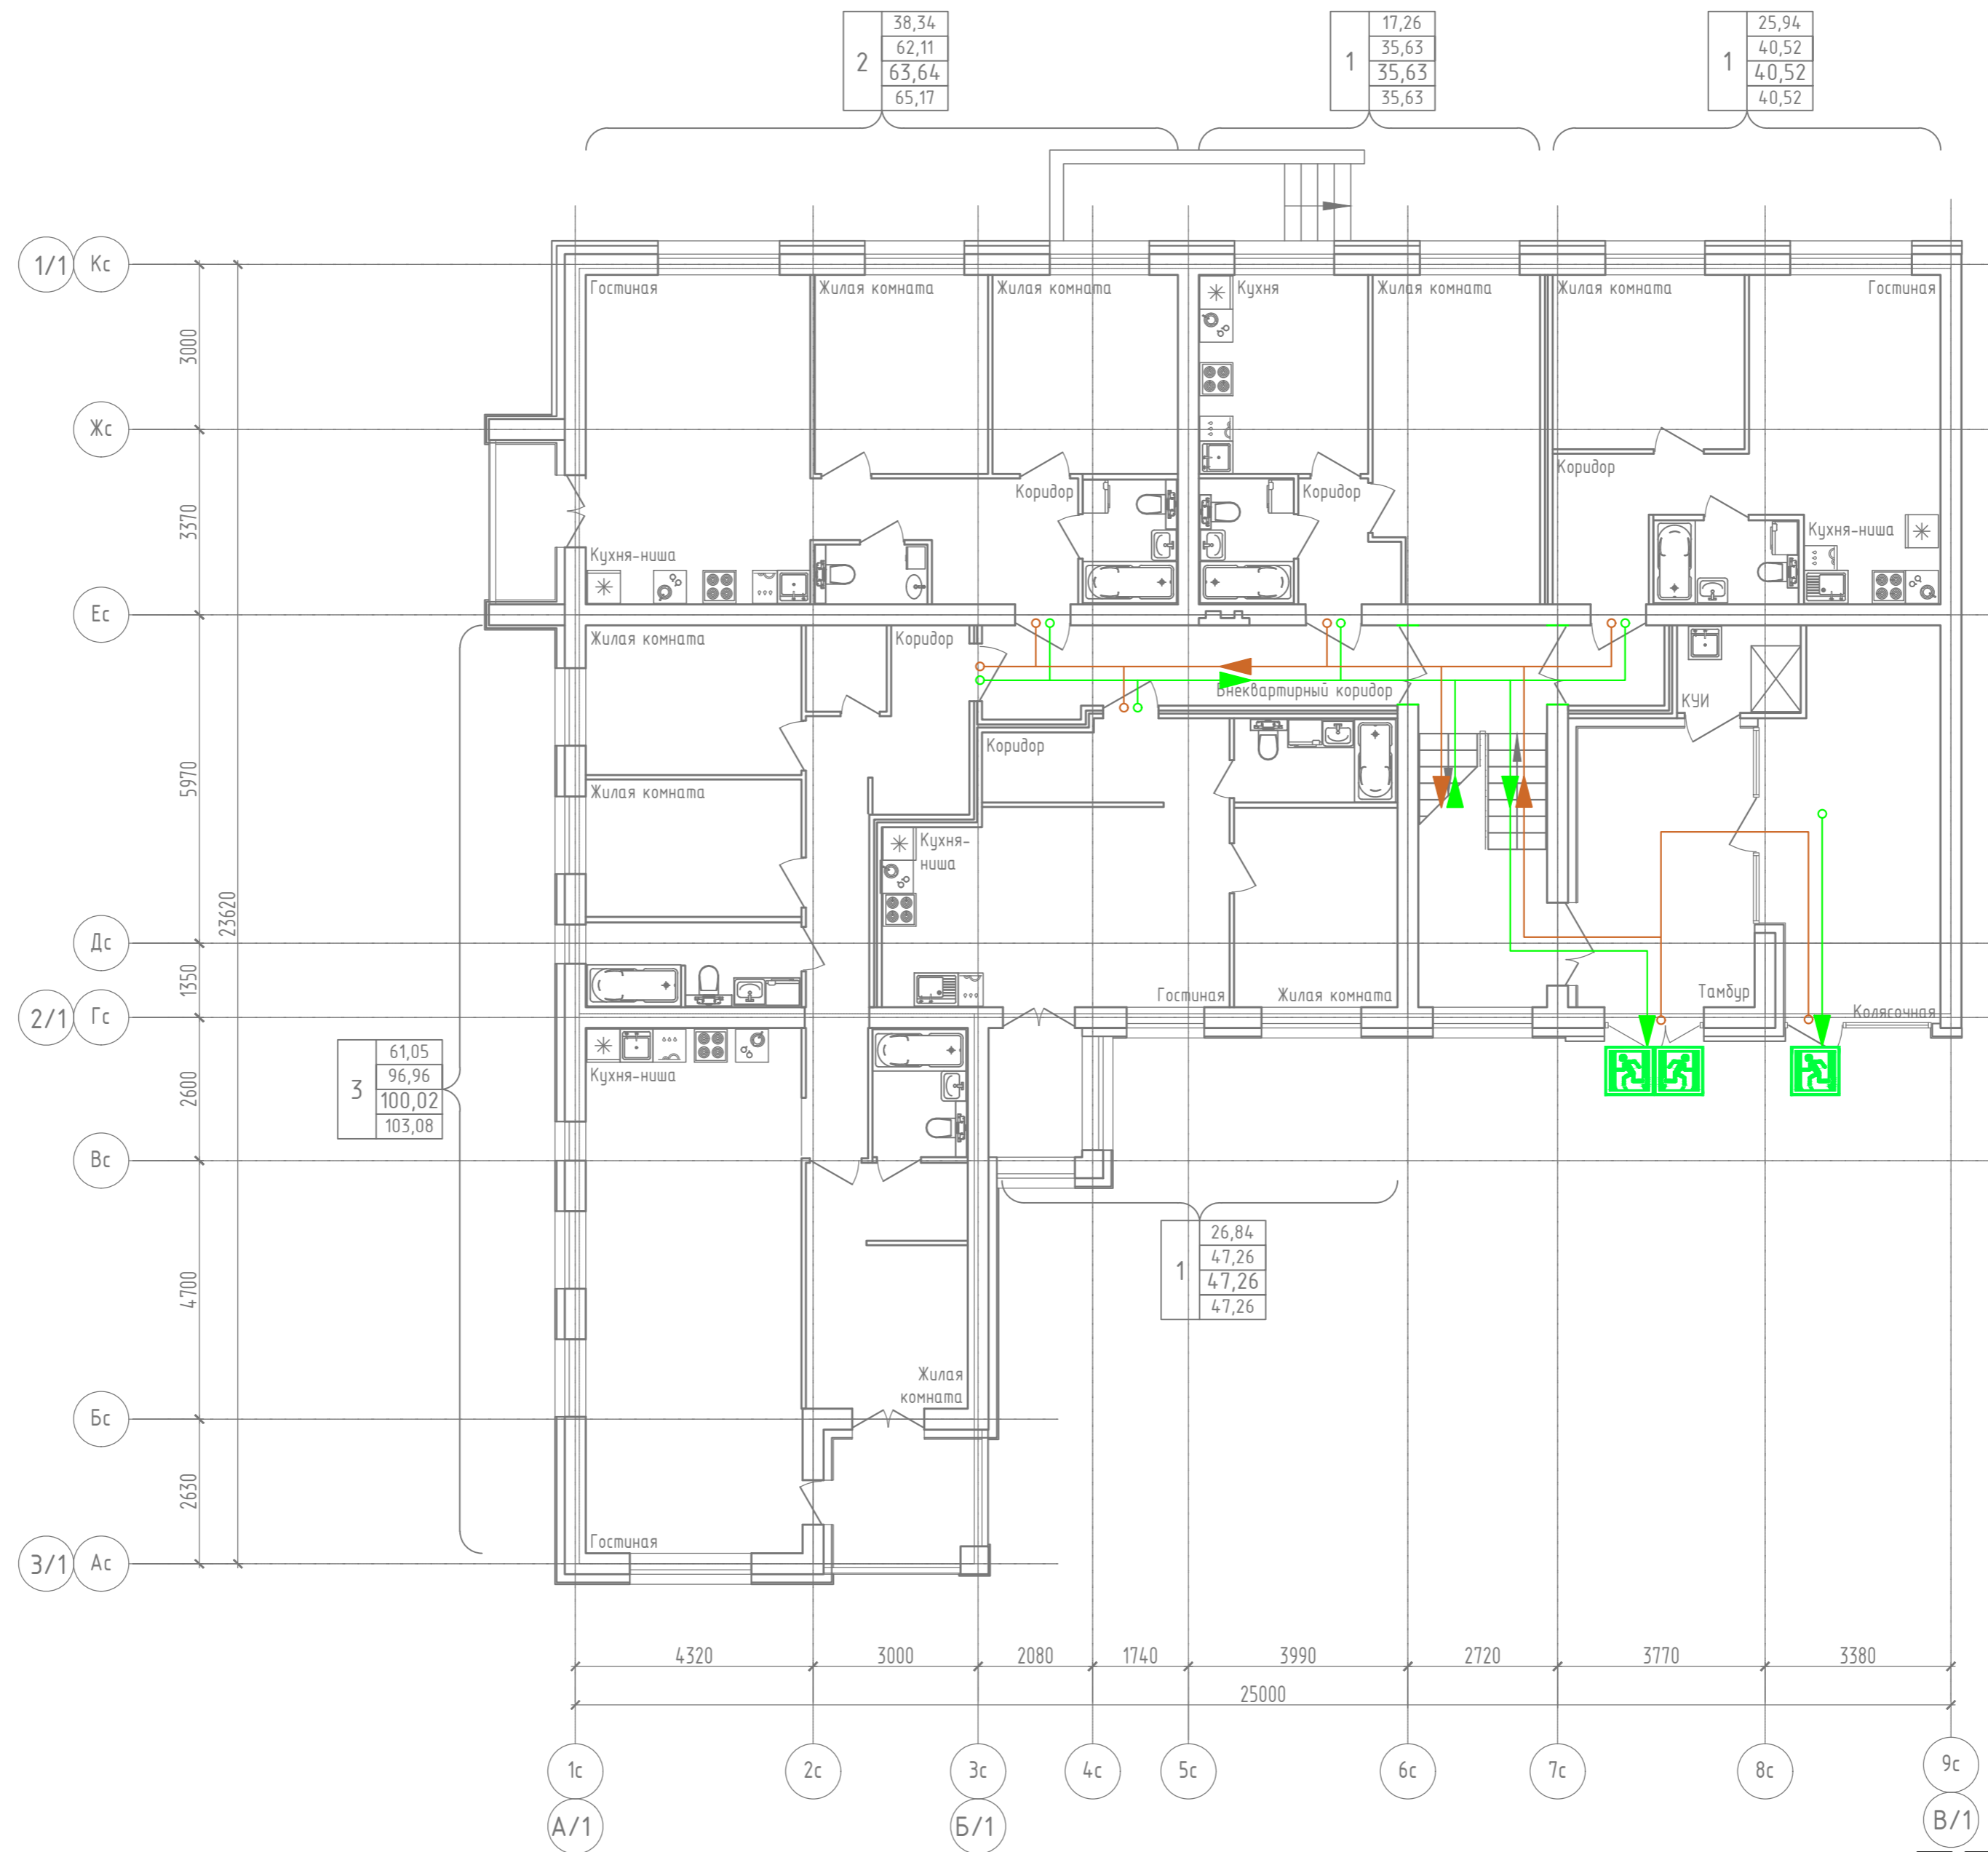 2
38,34
62,11
63,64
65,17
1
17,26
35,63
35,63
35,63
1
25,94
40,52
40,52
40,52
1/1 Кс
Жс
Ес
Дс
2/1 Гс
Вс
Бс
3/1 Ас
3000
3370
5970
1350
2600
4700
2630
23620
Гостиная
Жилая комната
Жилая комната
Кухня
Жилая комната
Жилая комната
Гостиная
Коридор
Коридор
Коридор
Кухня-ниша
Кухня-ниша
Жилая комната
Коридор
Внеквартирный коридор
КУИ
Коридор
Жилая комната
Кухня-
ниша
Гостиная
Жилая комната
Тамбур
Колясочная
3
61,05
96,96
100,02
103,08
Кухня-ниша
1
26,84
47,26
47,26
47,26
Жилая
комната
Гостиная
4320
3000
2080
1740
3990
2720
3770
3380
25000
1с
2с
3с
4с
5с
6с
7с
8с
9с
А/1
Б/1
В/1